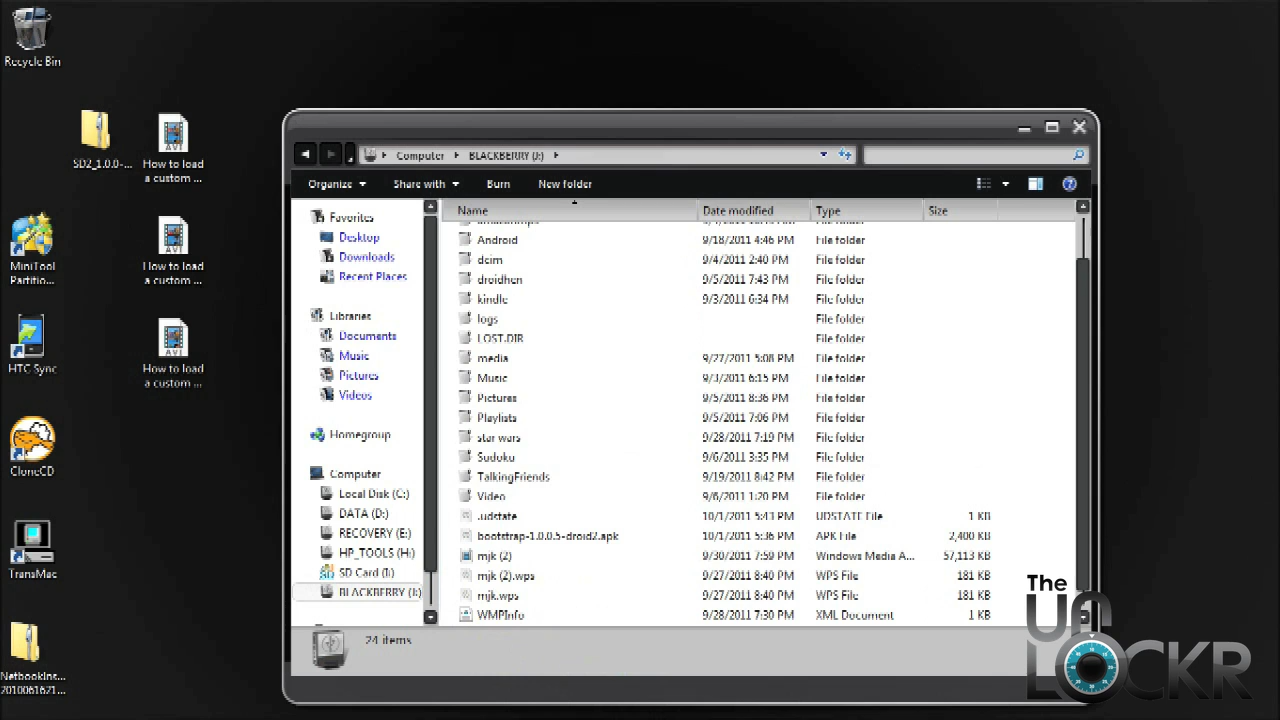 Recycle Bin
SD2_1.0.0-...
How to load
a custom ...
MiniTool
Partitio...
How to load
a custom ...
HTC Sync
How to load
a custom ...
CloneCD
TransMac
NetbookIns...
2010061621...
Computer BLACKBERRY (J:)
Organize Share with Burn New folder
Favorites
Desktop
Downloads
Recent Places
Libraries
Documents
Music
Pictures
Videos
Homegroup
Computer
Local Disk (C:)
DATA (D:)
RECOVERY (E:)
HP_TOOLS (H:)
SD Card (I:)
BLACKBERRY (J:)
Name Date modified Type Size
Android 9/18/2011 4:46 PM File folder
dcim 9/4/2011 2:40 PM File folder
droidhen 9/5/2011 7:43 PM File folder
kindle 9/3/2011 6:34 PM File folder
logs File folder
LOST.DIR File folder
media 9/27/2011 5:08 PM File folder
Music 9/3/2011 6:15 PM File folder
Pictures 9/5/2011 8:36 PM File folder
Playlists 9/5/2011 7:06 PM File folder
star wars 9/28/2011 7:19 PM File folder
Sudoku 9/6/2011 3:35 PM File folder
TalkingFriends 9/19/2011 8:42 PM File folder
Video 9/6/2011 1:20 PM File folder
.udstate 10/1/2011 5:41 PM UDSTATE File 1 KB
bootstrap-1.0.0.5-droid2.apk 10/1/2011 5:36 PM APK File 2,400 KB
mjk (2) 9/30/2011 7:59 PM Windows Media A... 57,113 KB
mjk (2).wps 9/27/2011 8:40 PM WPS File 181 KB
mjk.wps 9/27/2011 8:40 PM WPS File 181 KB
WMPInfo 9/28/2011 7:30 PM XML Document 1 KB
24 items
The
UN
LOCKR